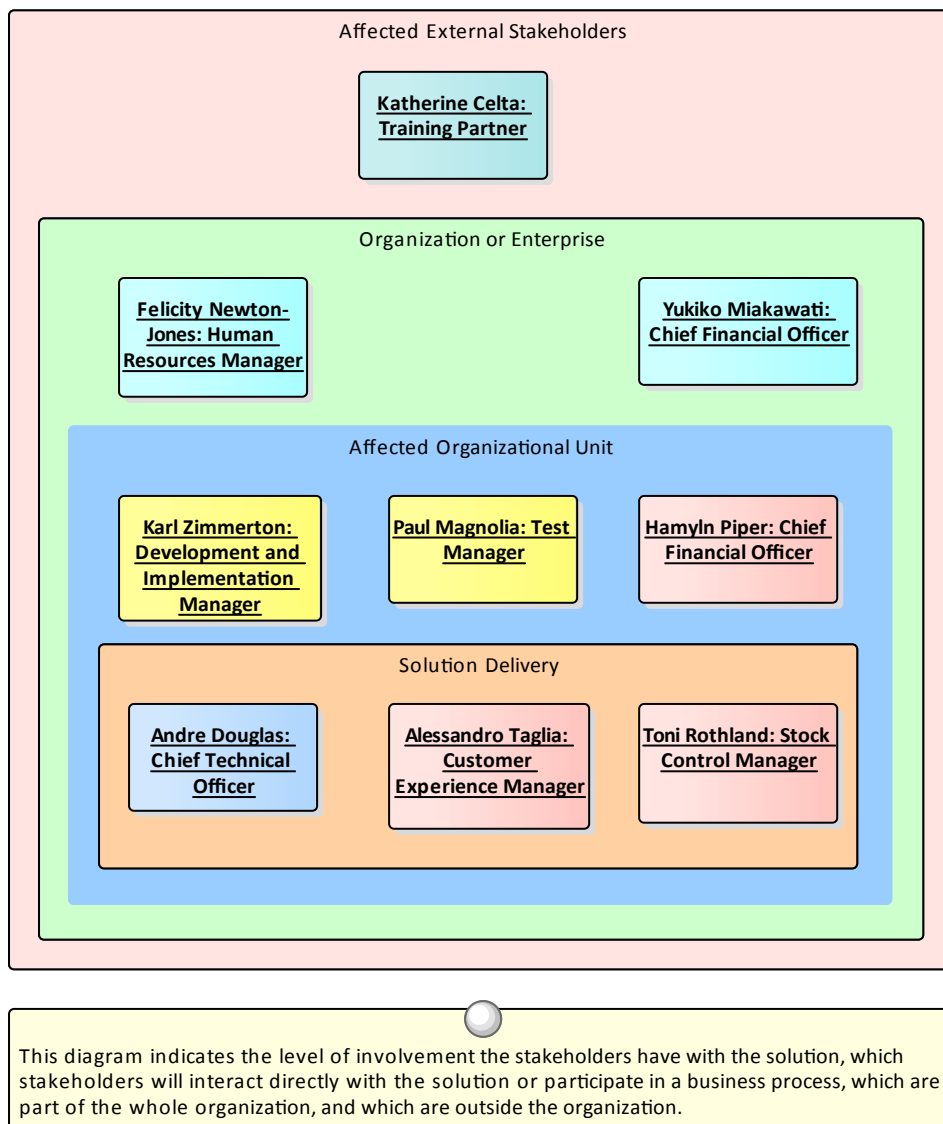 Affected External Stakeholders
Katherine Celta:
Training Partner
Organization or Enterprise
Felicity Newton-
Jones: Human
Resources Manager
Yukiko Miakawati:
Chief Financial Officer
Affected Organizational Unit
Karl Zimmerton:
Development and
Implementation
Manager
Paul Magnolia: Test
Manager
Hamyln Piper: Chief
Financial Officer
Solution Delivery
Andre Douglas:
Chief Technical
Officer
Alessandro Taglia:
Customer
Experience Manager
Toni Rothland: Stock
Control Manager
This diagram indicates the level of involvement the stakeholders have with the solution, which
stakeholders will interact directly with the solution or participate in a business process, which are
part of the whole organization, and which are outside the organization.